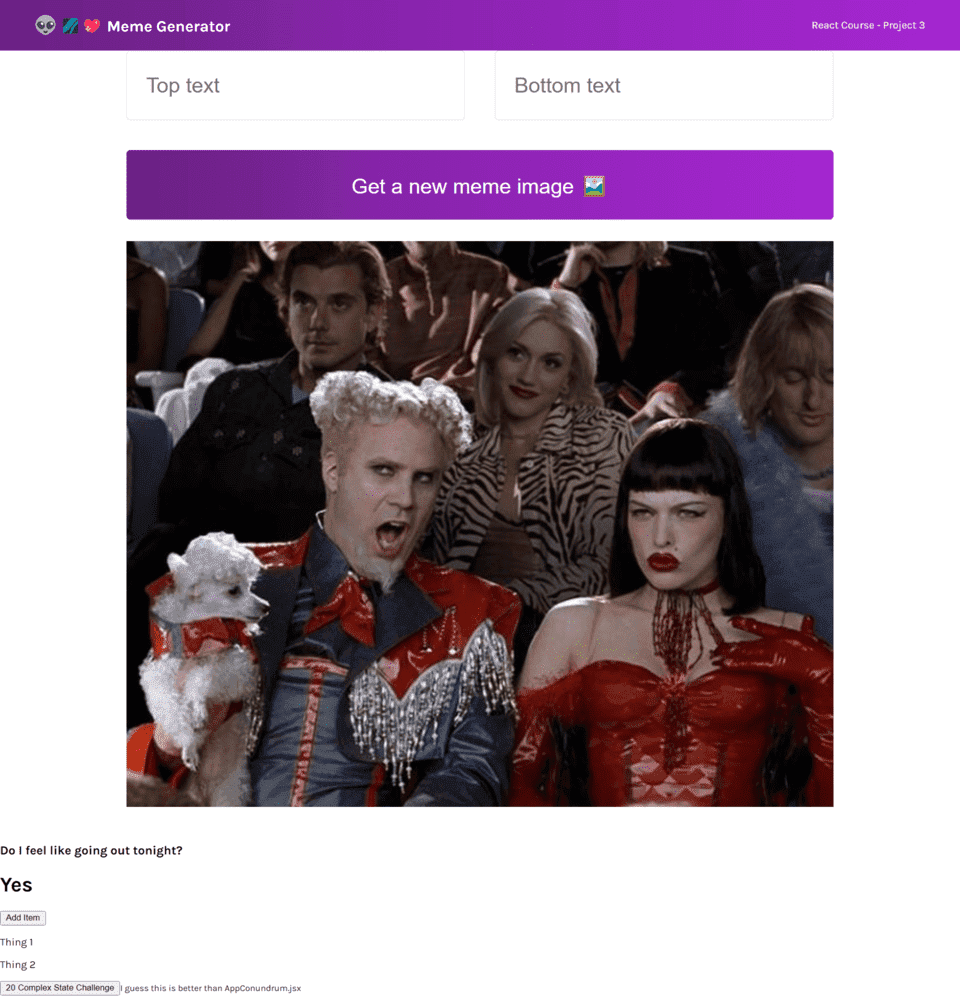 Meme Generator
React Course - Project 3
Top text
Bottom text
Get a new meme image
M
Do I feel like going out tonight?
Yes
Add Item
Thing 1
Thing 2
20 Complex State Challenge I guess this is better than AppConundrum.jsx